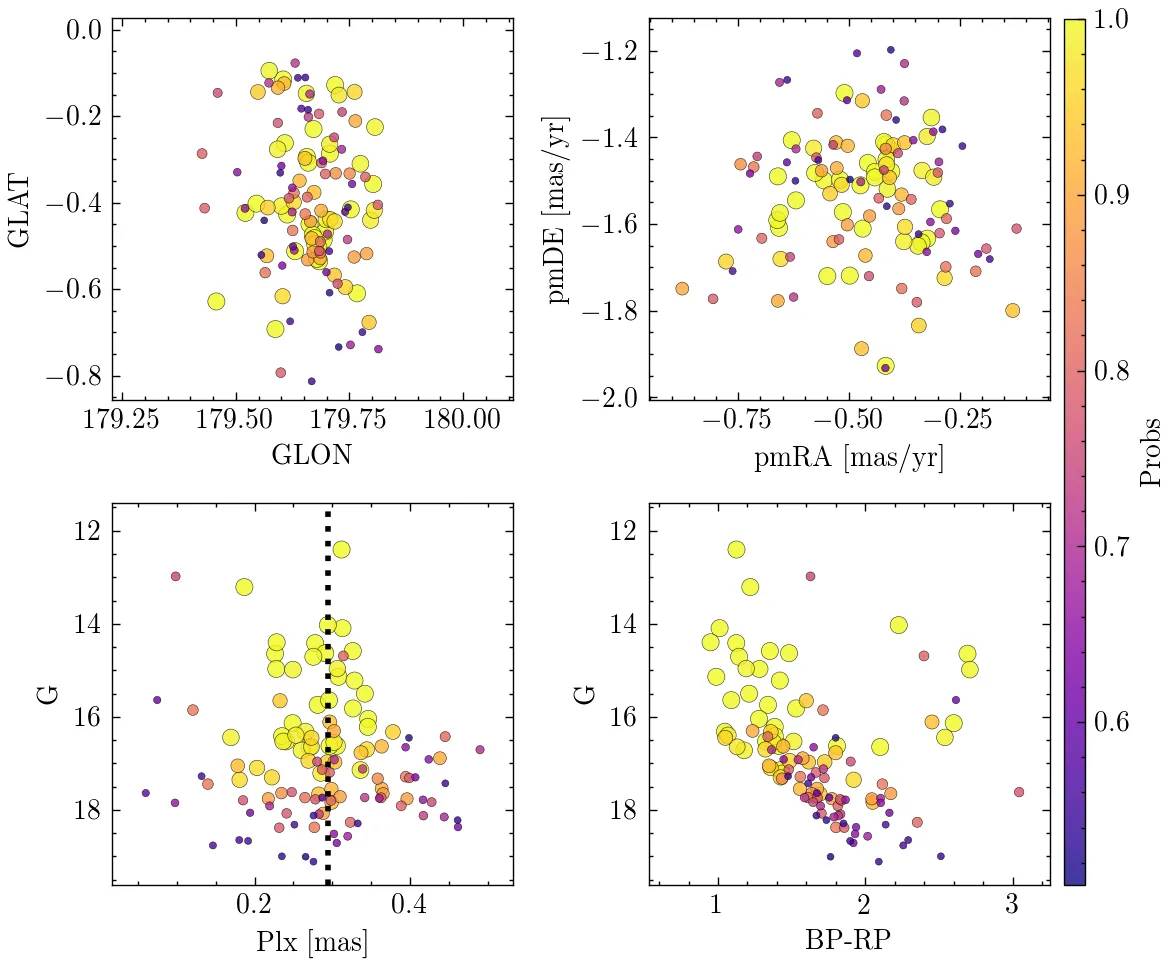 0.0
−0.2
−0.4
−0.6
−0.8
GLAT
179.25 179.50 179.75 180.00
GLON
−1.2
−1.4
−1.6
−1.8
−2.0
pmDE [mas/yr]
−0.75 −0.50 −0.25
pmRA [mas/yr]
12
14
16
18
G
0.2 0.4
Plx [mas]
12
14
16
18
G
1 2 3
BP-RP
1.0
0.9
0.8
0.7
0.6
Probs